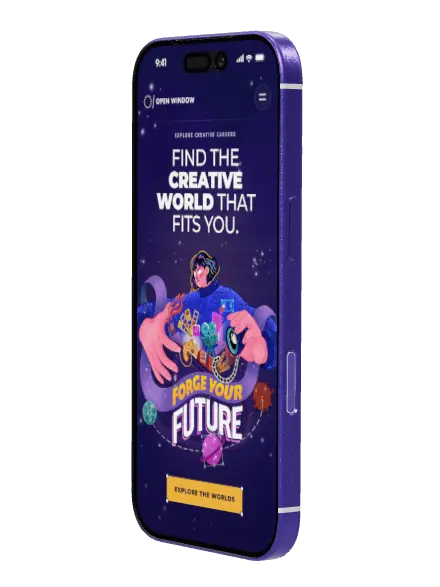 9:41
OPEN WINDOW
EXPLORE CREATIVE CAREERS
FIND THE
CREATIVE
WORLD THAT
FITS YOU.
FORGE YOUR
FUTURE
EXPLORE THE WORLDS